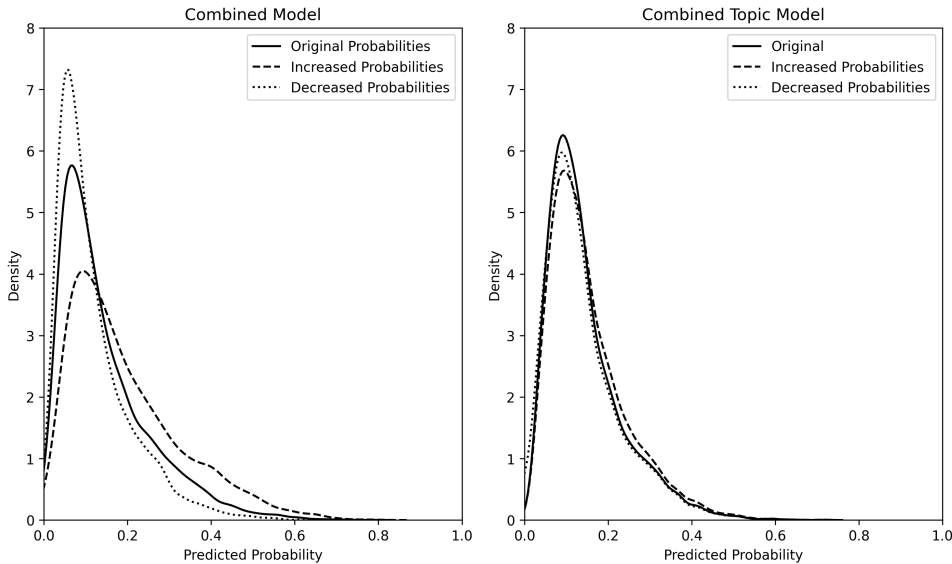 Combined Model
8
7
6
5
4
3
2
1
0
Density
Original Probabilities
Increased Probabilities
Decreased Probabilities
0.0 0.2 0.4 0.6 0.8 1.0
Predicted Probability
Combined Topic Model
8
7
6
5
4
3
2
1
0
Density
Original
Increased Probabilities
Decreased Probabilities
0.0 0.2 0.4 0.6 0.8 1.0
Predicted Probability